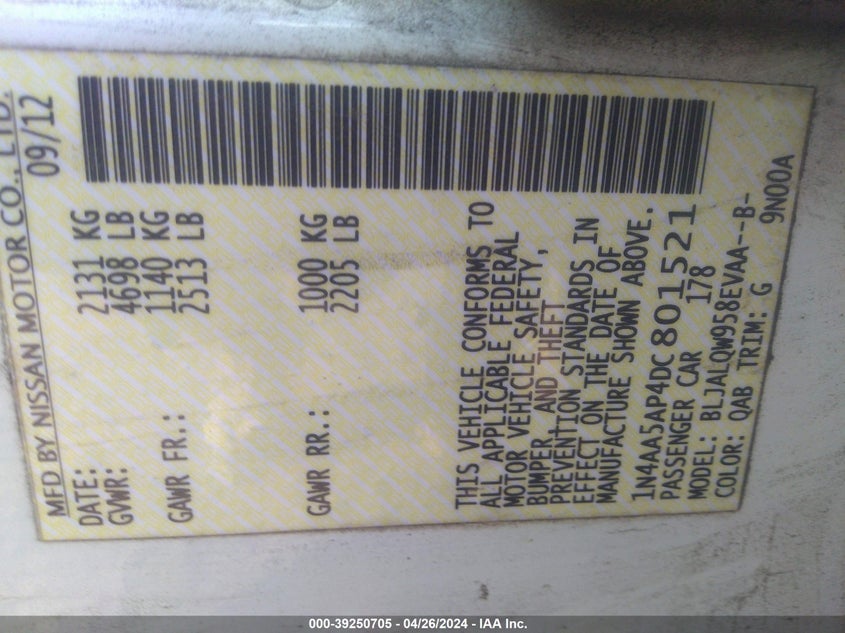 MFD BY NISSAN MOTOR CO., LTD.
DATE: 09/12
GVWR: 2131 KG
4698 LB
GAWR FR.: 1140 KG
2513 LB
GAWR RR.: 1000 KG
2205 LB
THIS VEHICLE CONFORMS TO
ALL APPLICABLE FEDERAL
MOTOR VEHICLE SAFETY,
BUMPER, AND THEFT
PREVENTION STANDARDS IN
EFFECT ON THE DATE OF
MANUFACTURE SHOWN ABOVE.
1N4AA5AP4DC801521
PASSENGER CAR 178
MODEL: BLJALQW958EVAA--B-
COLOR: QAB TRIM: G 9N00A
000-39250705 - 04/26/2024 - IAA Inc.